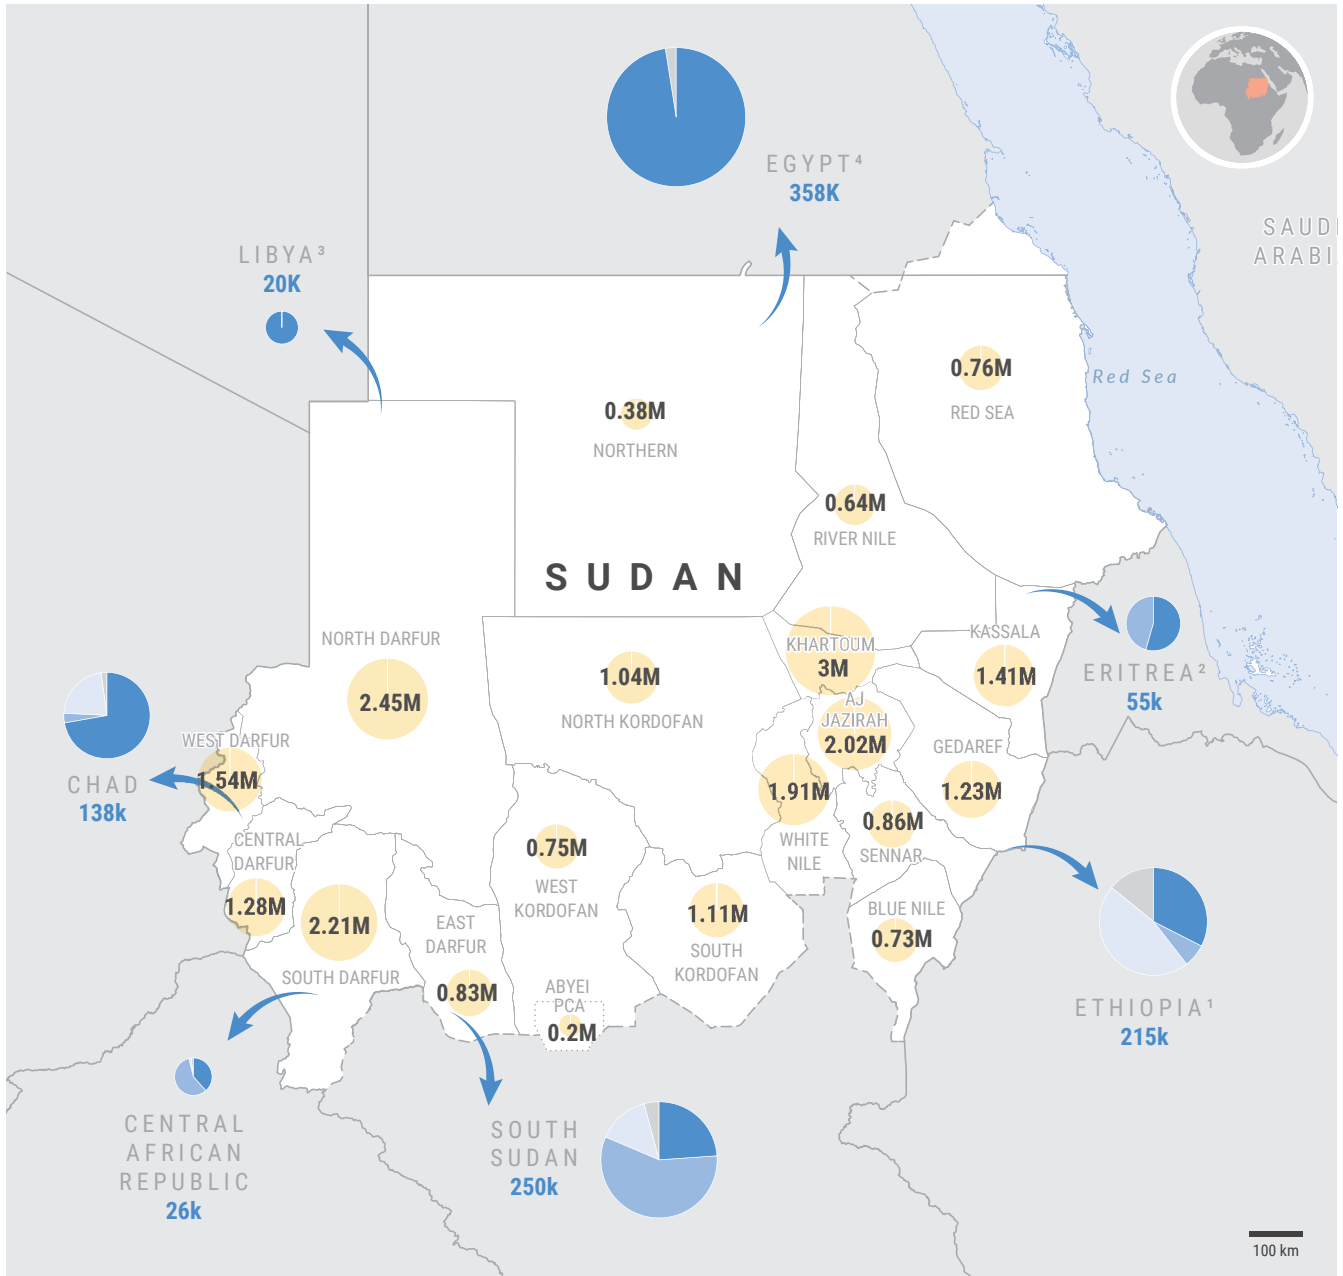 EGYPT⁴
358K
SAUDI
ARABI
LIBYA³
20K
Red Sea
0.76M
RED SEA
0.38M
NORTHERN
0.64M
RIVER NILE
SUDAN
NORTH DARFUR
2.45M
1.04M
NORTH KORDOFAN
KHARTOUM
3M
KASSALA
1.41M
ERITREA²
55k
AJ
JAZIRAH
2.02M
GEDAREF
1.23M
WEST DARFUR
1.54M
CHAD
138k
1.91M
WHITE
NILE
0.86M
SENNAR
CENTRAL
DARFUR
1.28M
0.75M
WEST
KORDOFAN
2.21M
SOUTH DARFUR
EAST
DARFUR
0.83M
1.11M
SOUTH
KORDOFAN
BLUE NILE
0.73M
ABYEI
PCA
0.2M
ETHIOPIA¹
215k
CENTRAL
AFRICAN
REPUBLIC
26k
SOUTH
SUDAN
250k
100 km